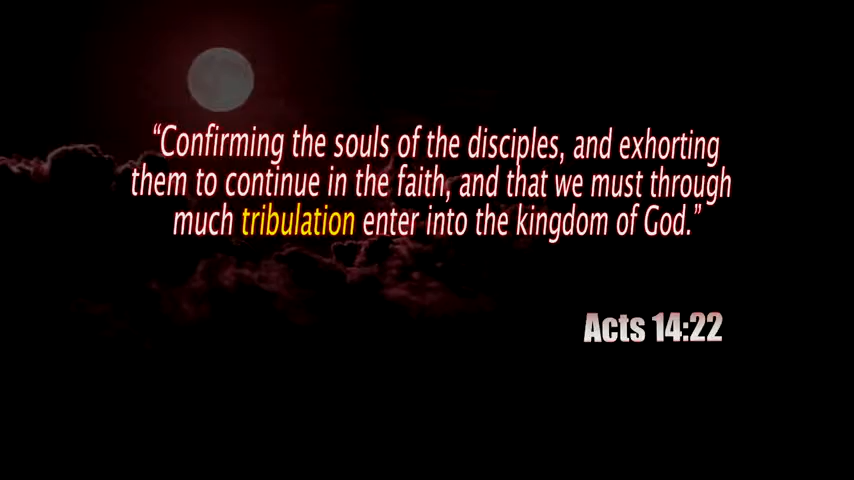 “Confirming the souls of the disciples, and exhorting
them to continue in the faith, and that we must through
much tribulation enter into the kingdom of God.”
Acts 14:22